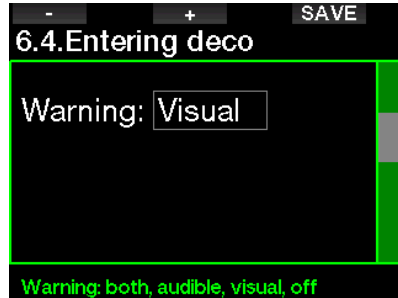 - + SAVE
6.4.Entering deco
Warning: Visual
Warning: both, audible, visual, off